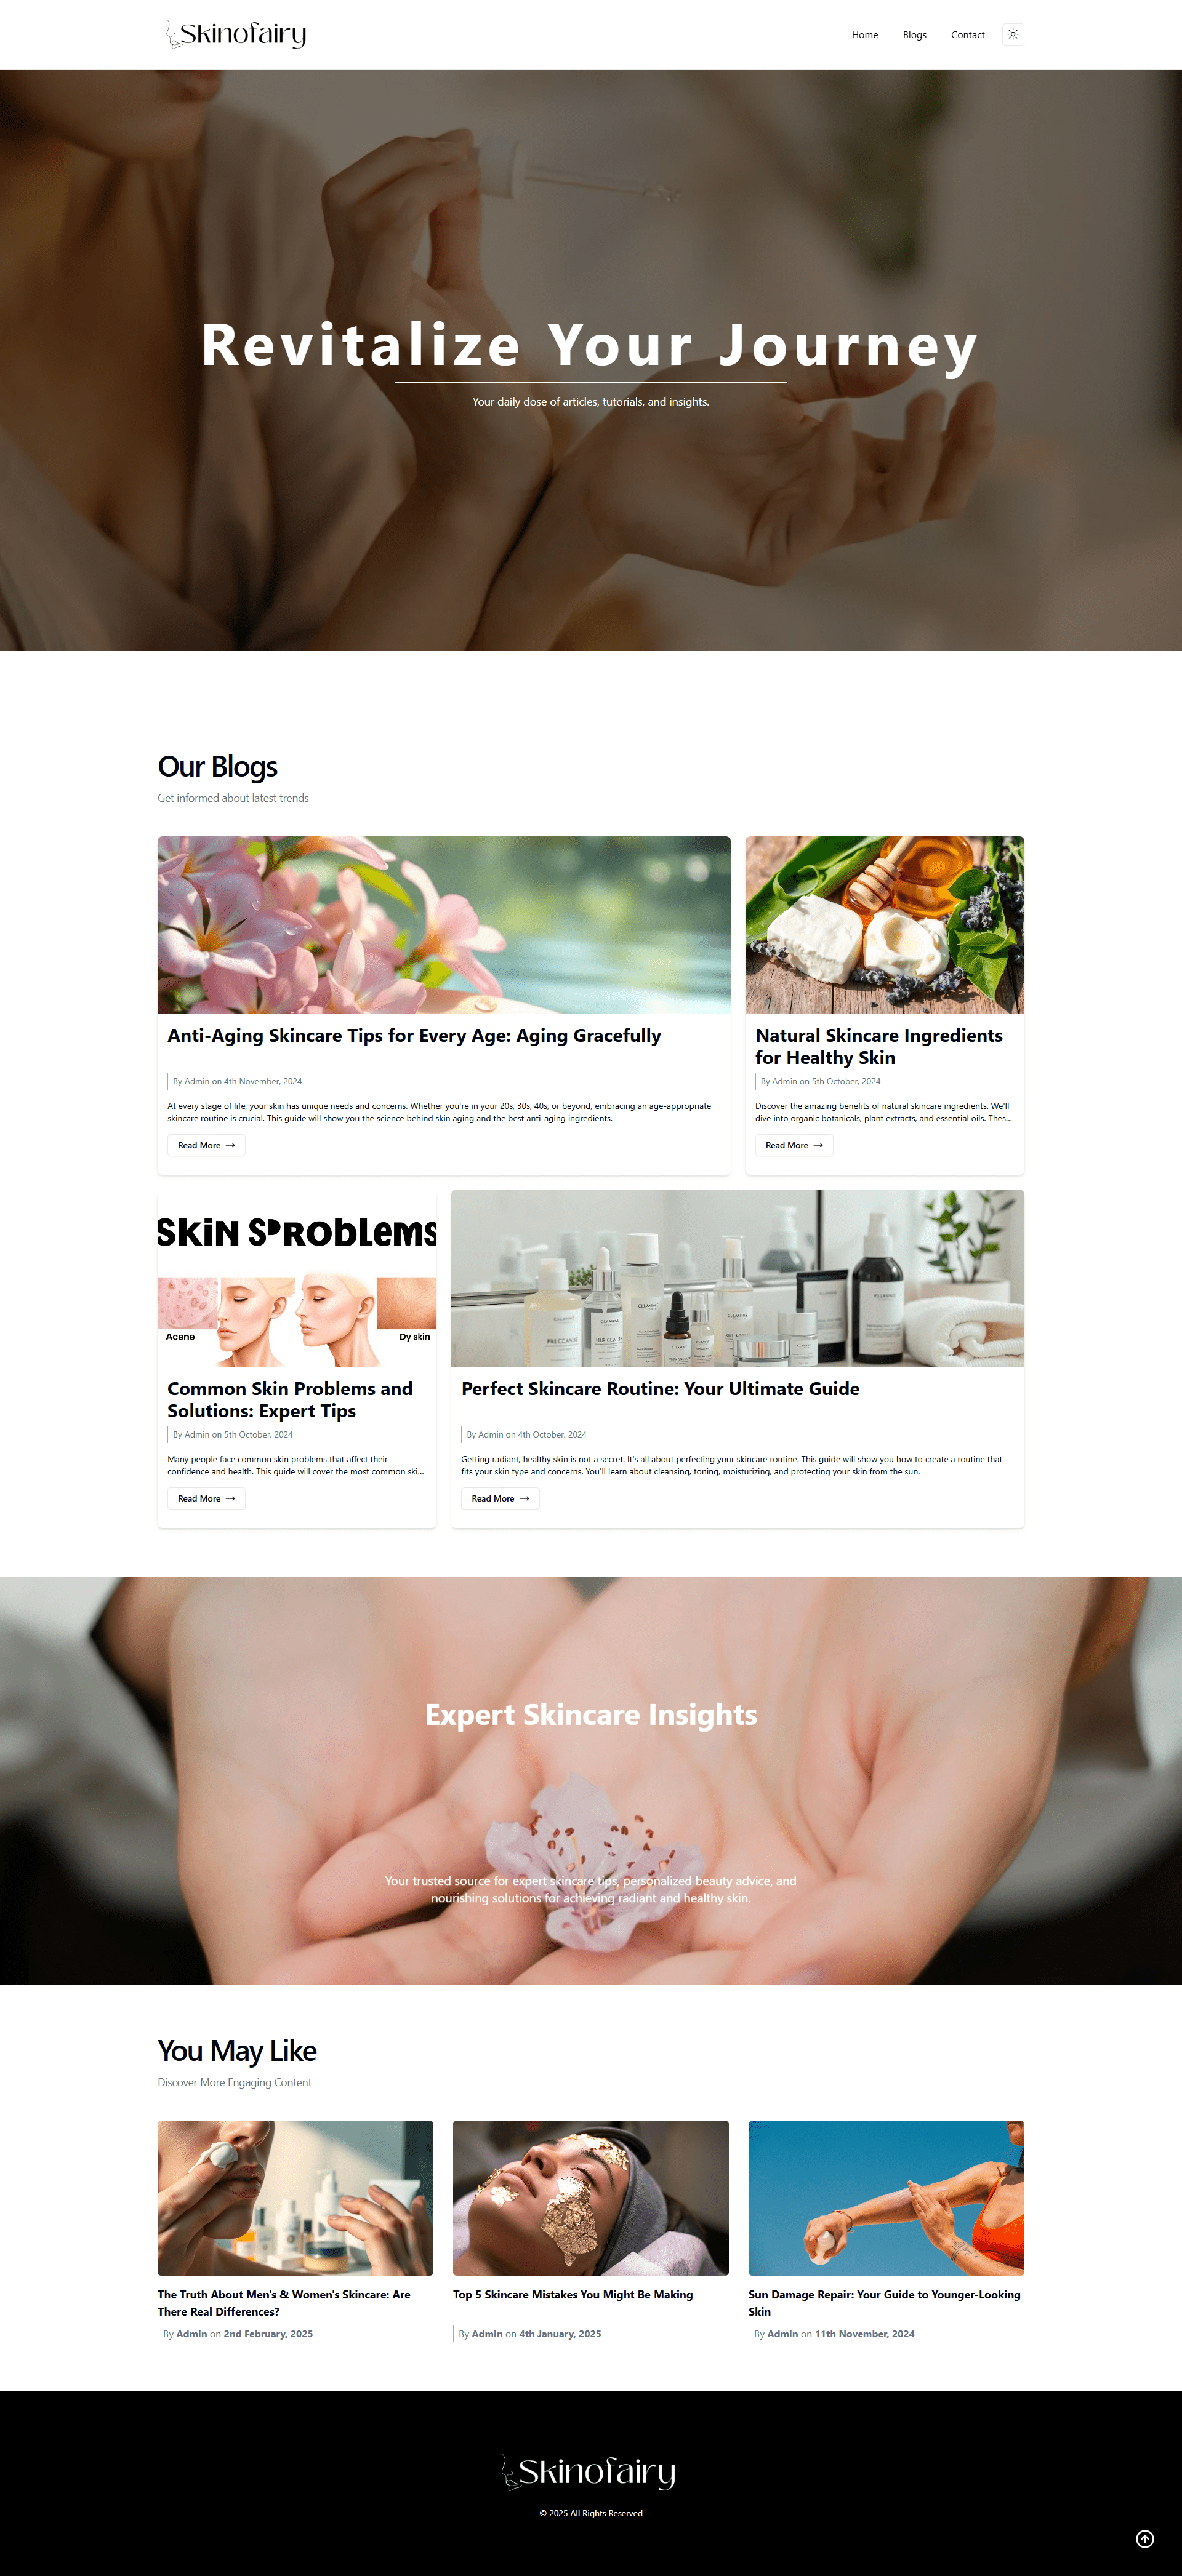 Skinofairy
Home Blogs Contact
Revitalize Your Journey
Your daily dose of articles, tutorials, and insights.
Our Blogs
Get informed about latest trends
Anti-Aging Skincare Tips for Every Age: Aging Gracefully
By Admin on 4th November, 2024
At every stage of life, your skin has unique needs and concerns. Whether you're in your 20s, 30s, 40s, or beyond, embracing an age-appropriate
skincare routine is crucial. This guide will show you the science behind skin aging and the best anti-aging ingredients.
Read More
Natural Skincare Ingredients
for Healthy Skin
By Admin on 5th October, 2024
Discover the amazing benefits of natural skincare ingredients. We'll
dive into organic botanicals, plant extracts, and essential oils. Thes...
Read More
Skin SProblems
Acene
Dy skin
Common Skin Problems and
Solutions: Expert Tips
By Admin on 5th October, 2024
Many people face common skin problems that affect their
confidence and health. This guide will cover the most common ski...
Read More
Perfect Skincare Routine: Your Ultimate Guide
By Admin on 4th October, 2024
Getting radiant, healthy skin is not a secret. It's all about perfecting your skincare routine. This guide will show you how to create a routine that
fits your skin type and concerns. You'll learn about cleansing, toning, moisturizing, and protecting your skin from the sun.
Read More
Expert Skincare Insights
Your trusted source for expert skincare tips, personalized beauty advice, and
nourishing solutions for achieving radiant and healthy skin.
You May Like
Discover More Engaging Content
The Truth About Men's & Women's Skincare: Are
There Real Differences?
By Admin on 2nd February, 2025
Top 5 Skincare Mistakes You Might Be Making
By Admin on 4th January, 2025
Sun Damage Repair: Your Guide to Younger-Looking
Skin
By Admin on 11th November, 2024
Skinofairy
© 2025 All Rights Reserved